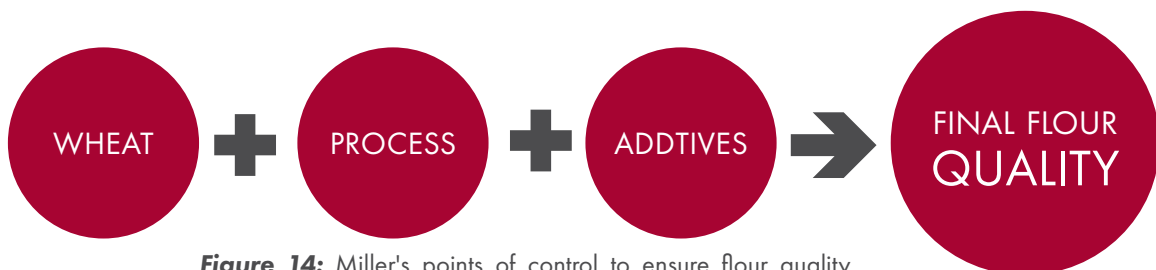 WHEAT
PROCESS
ADDTIVES
FINAL FLOUR
QUALITY
Figure 14: Miller's points of control to ensure flour quality